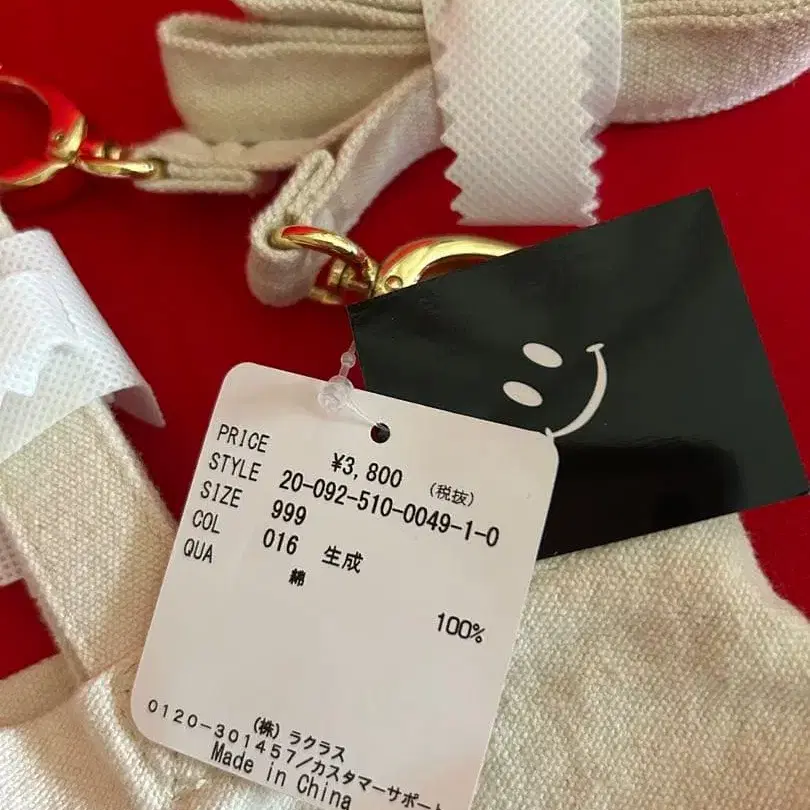 PRICE ¥3,800 (税抜)
STYLE 20-092-510-0049-1-0
SIZE 999
COL 016 生成
QUA 綿
100%
(株) ラクラス
0120-301457/カスタマーサポート
Made in China